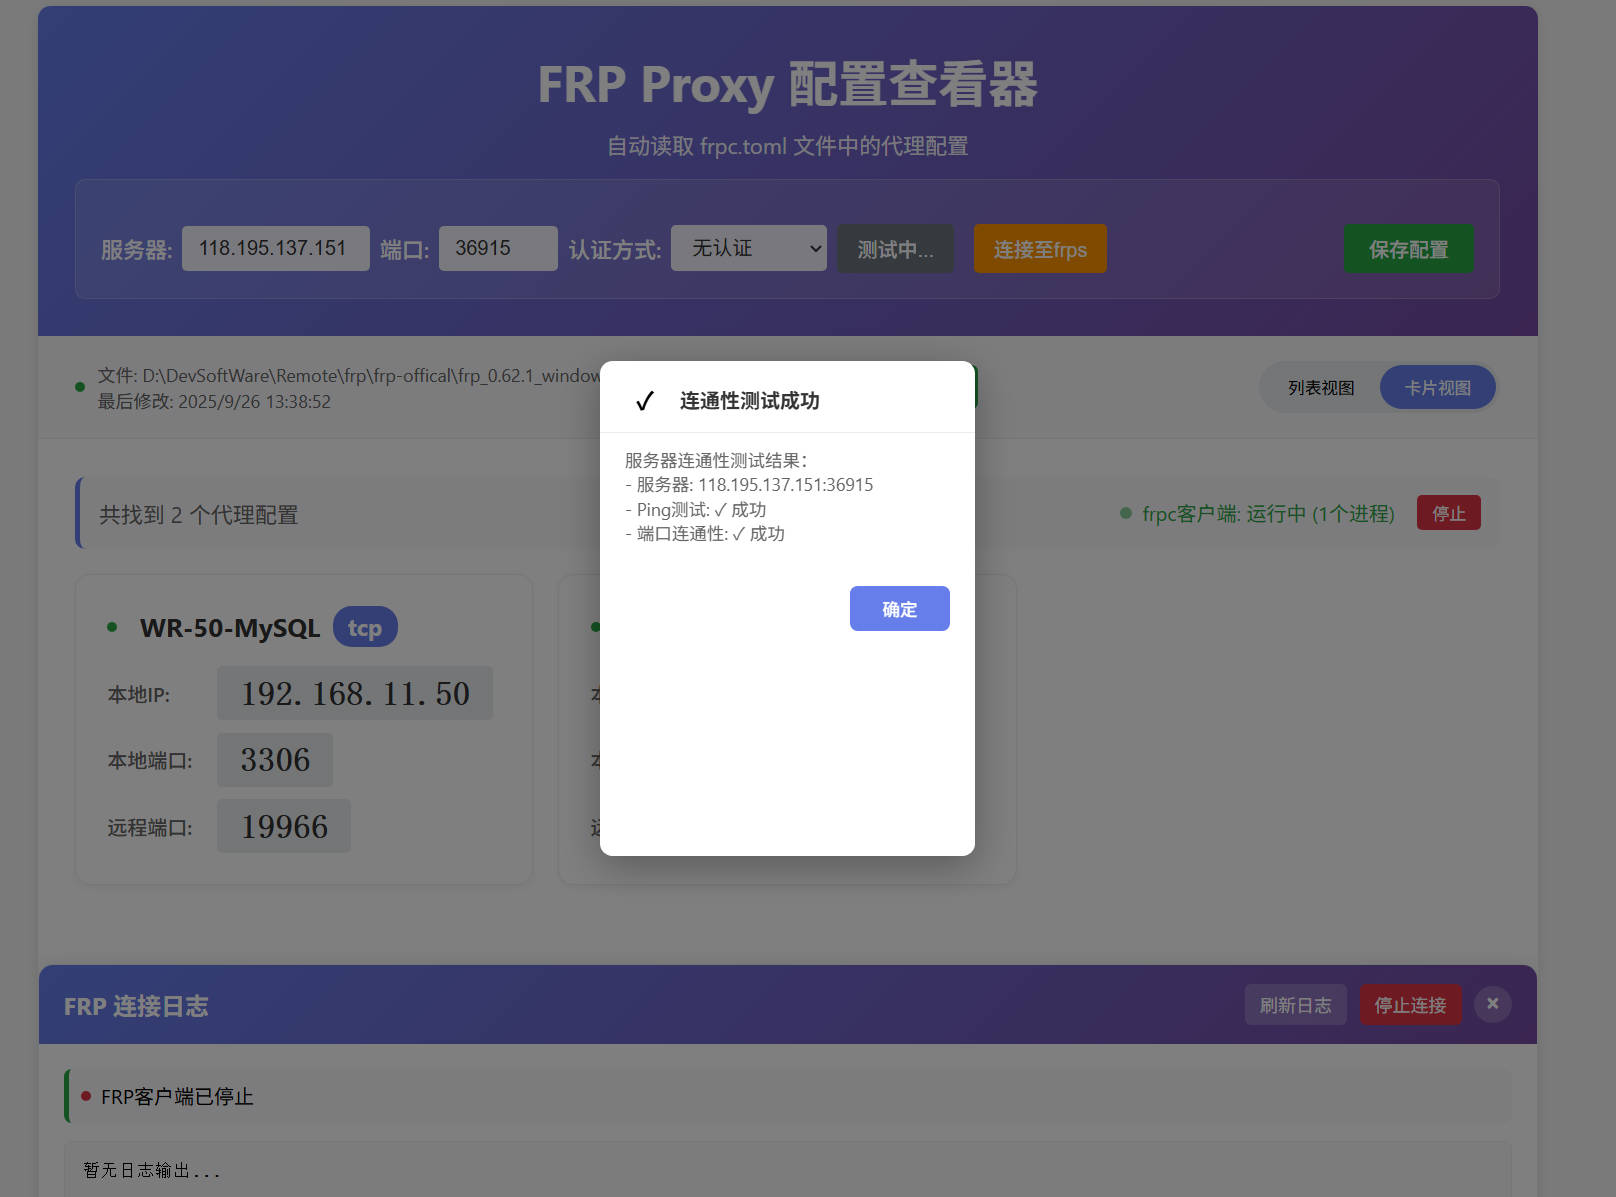 FRP Proxy 配置查看器
自动读取 frpc.toml 文件中的代理配置
服务器: 118.195.137.151 端口: 36915 认证方式: 无认证 测试中... 连接至frps 保存配置
文件: D:\DevSoftWare\Remote\frp\frp-offical\frp_0.62.1_window
最后修改: 2025/9/26 13:38:52
列表视图 卡片视图
✓ 连通性测试成功
服务器连通性测试结果：
- 服务器: 118.195.137.151:36915
- Ping测试: ✓ 成功
- 端口连通性: ✓ 成功
确定
共找到 2 个代理配置
frpc客户端: 运行中 (1个进程) 停止
WR-50-MySQL tcp
本地IP: 192.168.11.50
本地端口: 3306
远程端口: 19966
FRP 连接日志
刷新日志 停止连接 ×
FRP客户端已停止
暂无日志输出...